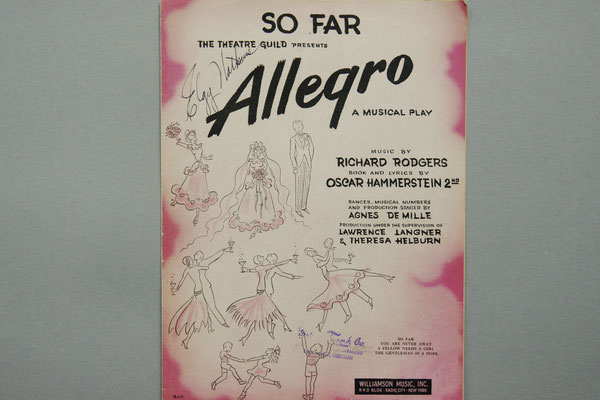 SO FAR
THE THEATRE GUILD PRESENTS
Allegro
A MUSICAL PLAY
MUSIC BY
RICHARD RODGERS
BOOK AND LYRICS BY
OSCAR HAMMERSTEIN 2ND
DANCES, MUSICAL NUMBERS
AND PRODUCTION STAGED BY
AGNES DE MILLE
PRODUCTION UNDER THE SUPERVISION OF
LAWRENCE LANGNER
& THERESA HELBURN
SO FAR
YOU ARE NEVER AWAY
A FELLOW NEEDS A GIRL
THE GENTLEMAN IS A DOPE
WILLIAMSON MUSIC, INC.
RKO BLDG · RADIO CITY · NEW YORK